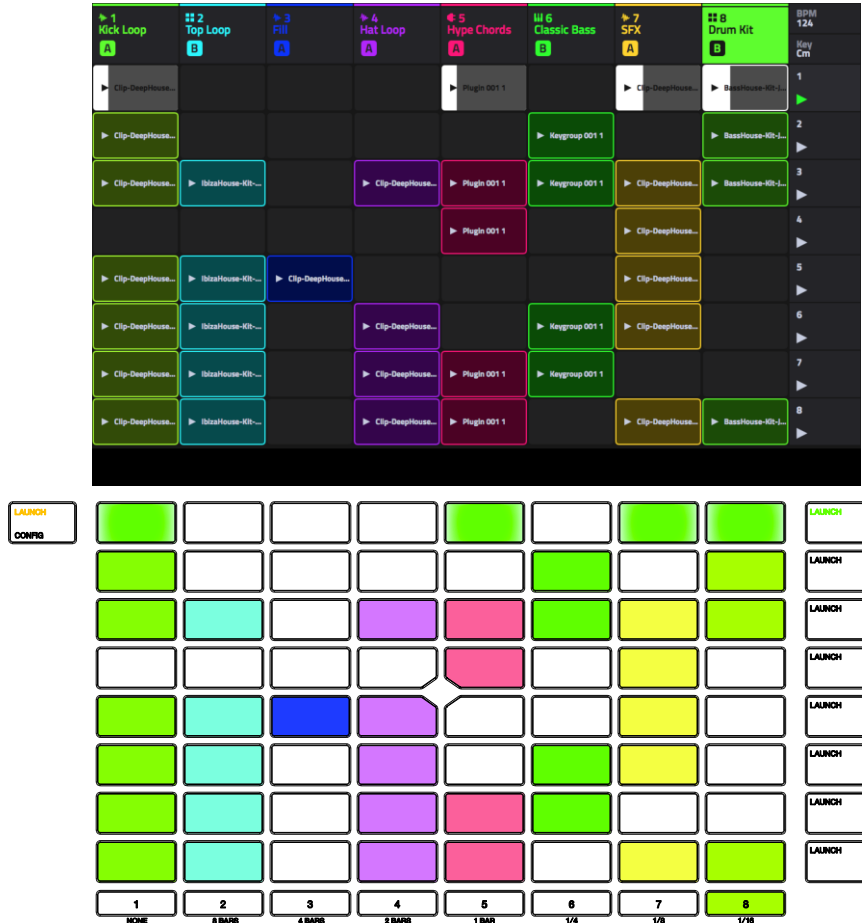 1 2 3 4 5 6 7 8 BPM
Kick Loop Top Loop Fill Hat Loop Hype Chords Classic Bass SFX Drum Kit 124
A B A A A B A B Key
Cm
Clip-DeepHouse... Plugin 001 1 Clip-DeepHouse... BassHouse-Kit-J... 1
Clip-DeepHouse... Keygroup 001 1 BassHouse-Kit-J... 2
Clip-DeepHouse... IbizaHouse-Kit-... Clip-DeepHouse... Plugin 001 1 Keygroup 001 1 Clip-DeepHouse... BassHouse-Kit-J... 3
Plugin 001 1 Clip-DeepHouse... 4
Clip-DeepHouse... IbizaHouse-Kit-... Clip-DeepHouse... Clip-DeepHouse... 5
Clip-DeepHouse... IbizaHouse-Kit-... Clip-DeepHouse... Keygroup 001 1 Clip-DeepHouse... 6
Clip-DeepHouse... IbizaHouse-Kit-... Clip-DeepHouse... Plugin 001 1 Keygroup 001 1 7
Clip-DeepHouse... IbizaHouse-Kit-... Clip-DeepHouse... Plugin 001 1 Clip-DeepHouse... BassHouse-Kit-J... 8
LAUNCH LAUNCH
CONFIG
LAUNCH
LAUNCH
LAUNCH
LAUNCH
LAUNCH
LAUNCH
LAUNCH
1 2 3 4 5 6 7 8
NONE 8 BARS 4 BARS 2 BARS 1 BAR 1/4 1/8 1/16